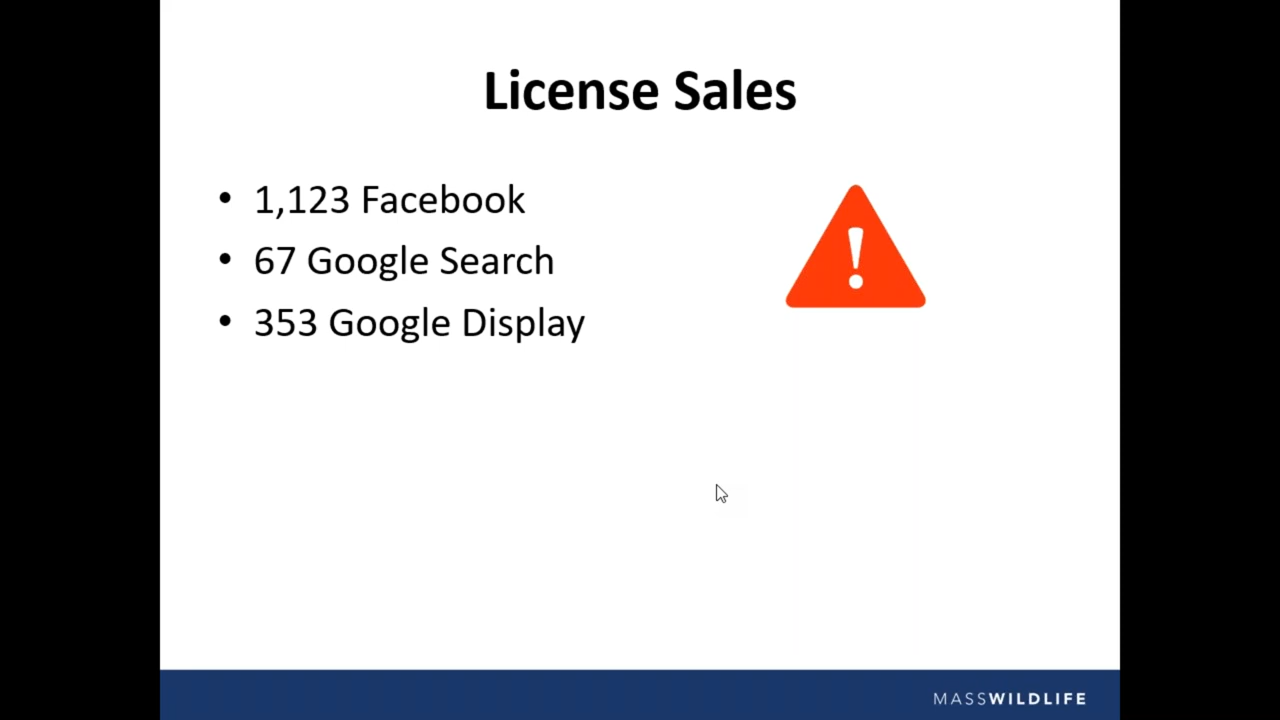 License Sales
• 1,123 Facebook
• 67 Google Search
• 353 Google Display
!
MASSWILDLIFE